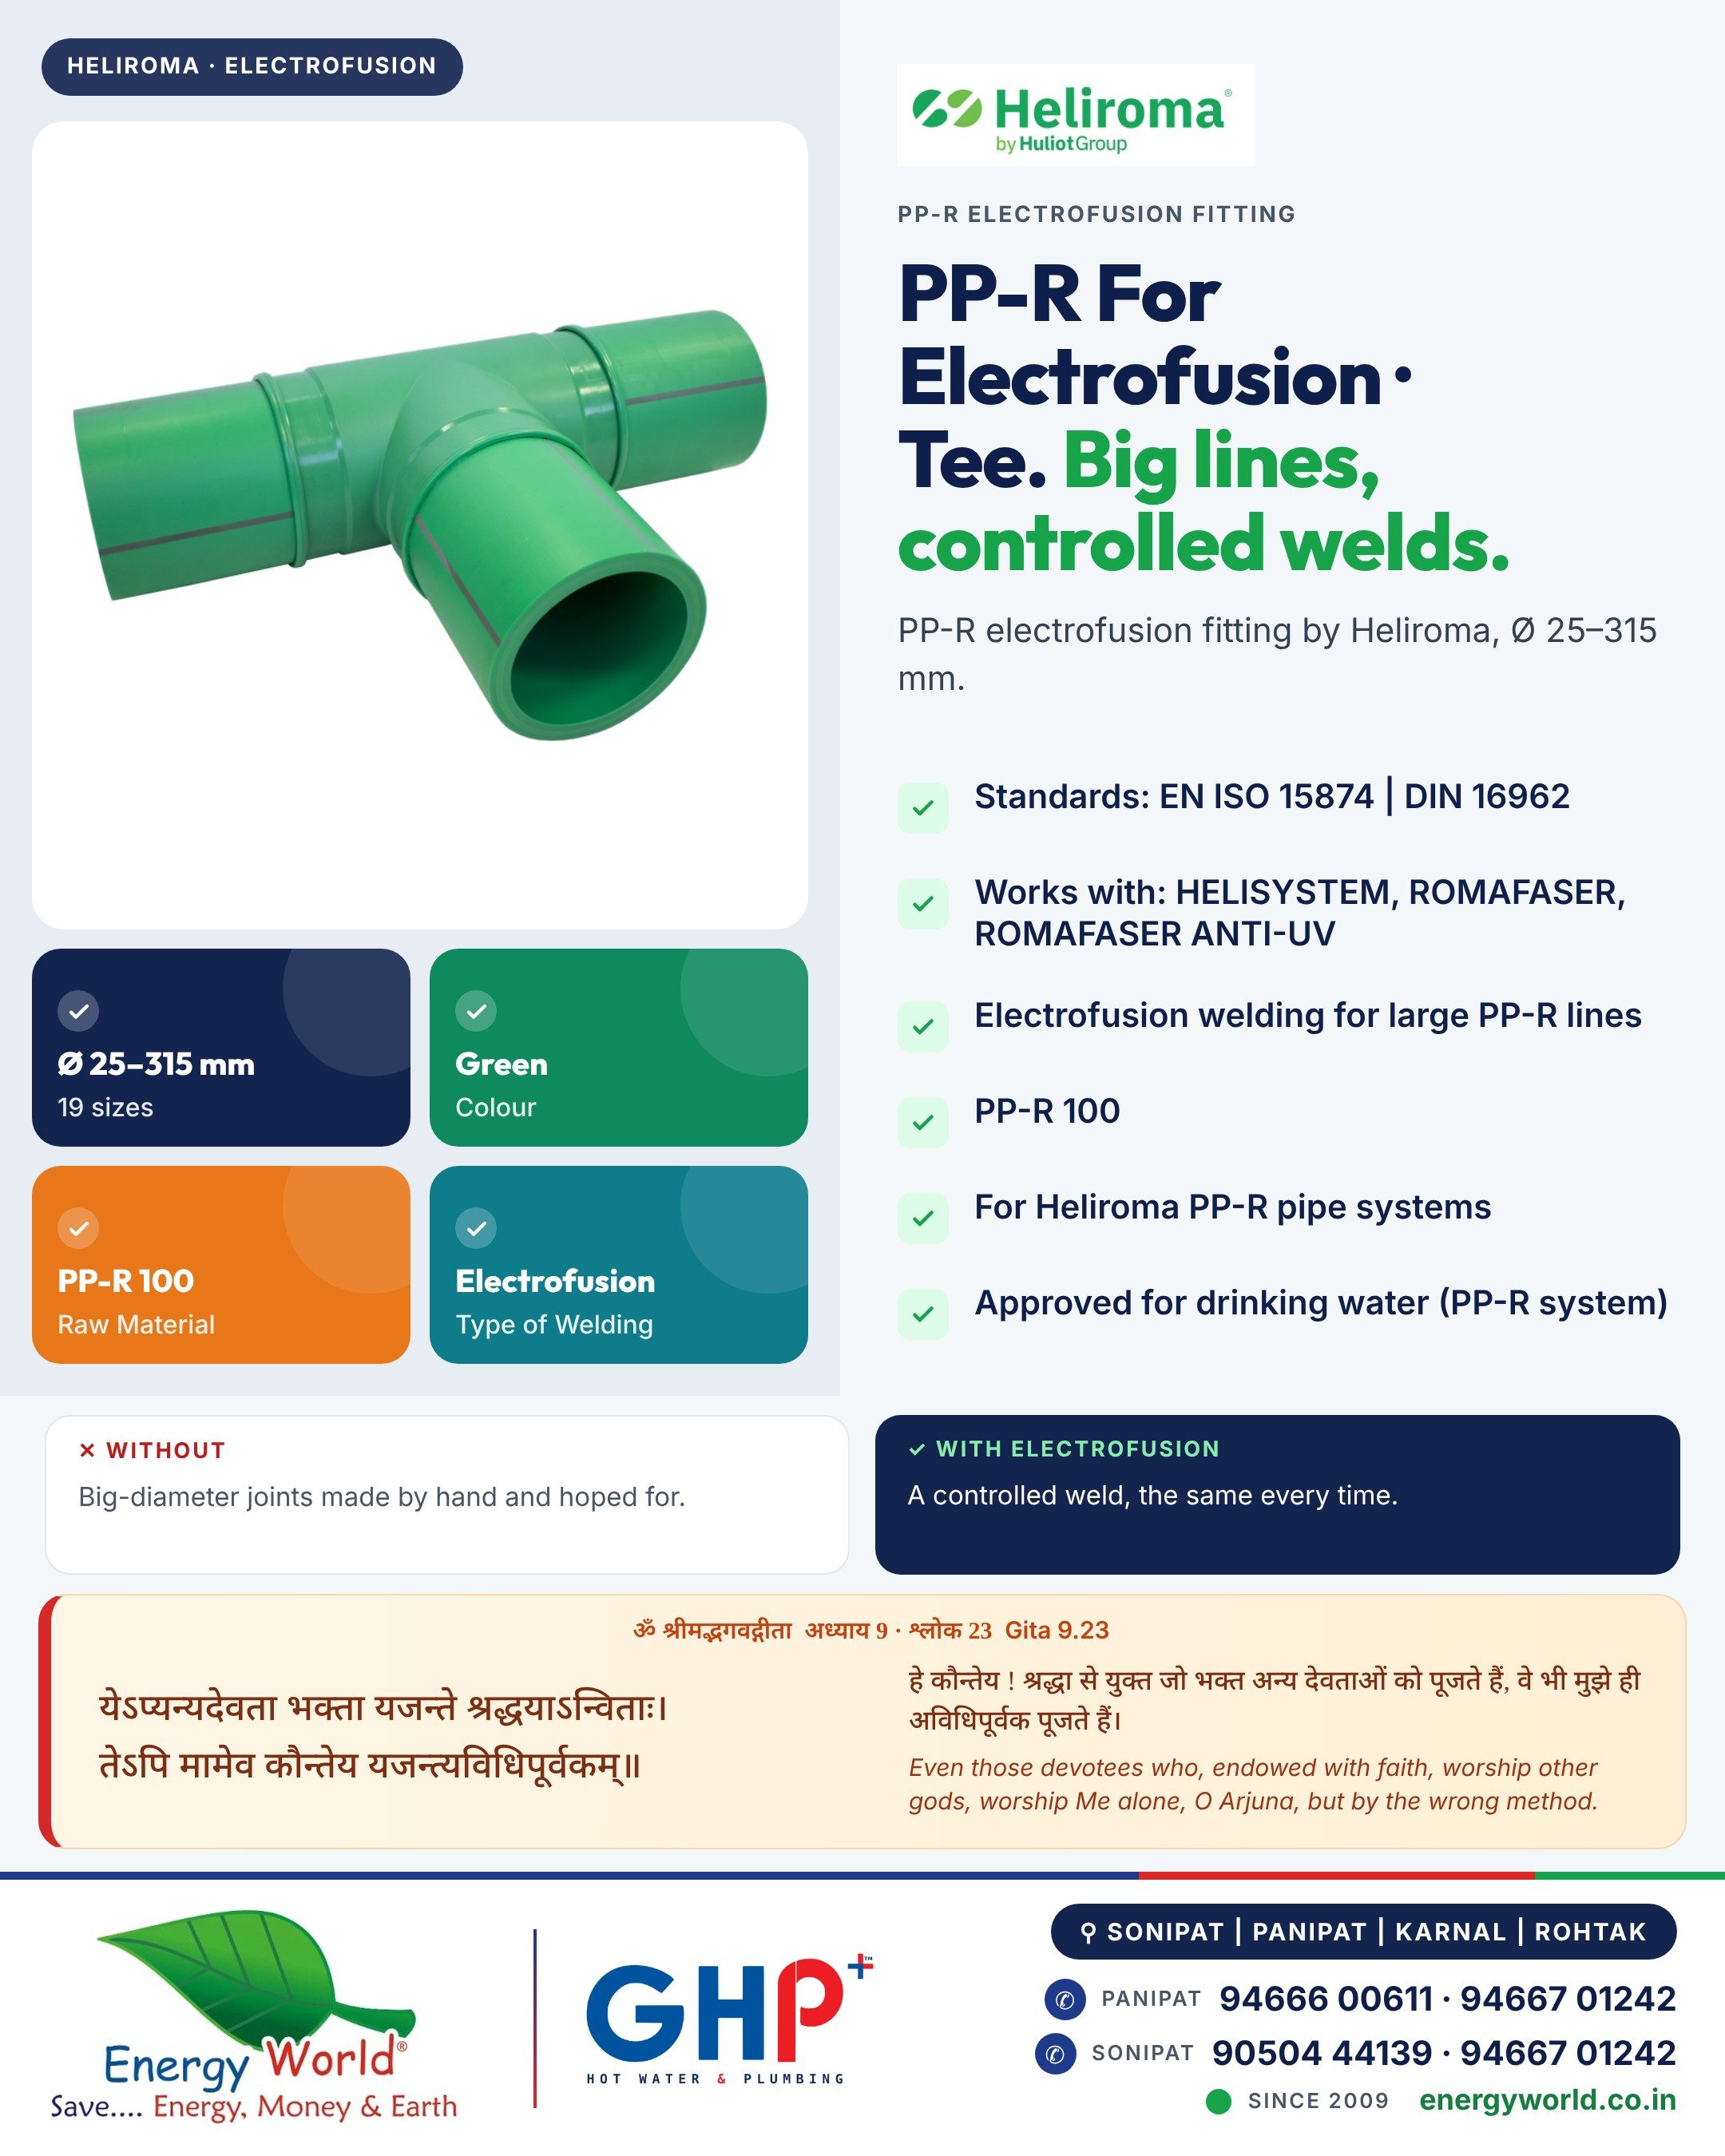 HELIROMA · ELECTROFUSION
Heliroma®
by HuliotGroup
PP-R ELECTROFUSION FITTING
PP-R For
Electrofusion ·
Tee. Big lines,
controlled welds.
PP-R electrofusion fitting by Heliroma, Ø 25–315
mm.
Standards: EN ISO 15874 | DIN 16962
Works with: HELISYSTEM, ROMAFASER,
ROMAFASER ANTI-UV
Electrofusion welding for large PP-R lines
PP-R 100
For Heliroma PP-R pipe systems
Approved for drinking water (PP-R system)
Ø 25–315 mm
19 sizes
Green
Colour
PP-R 100
Raw Material
Electrofusion
Type of Welding
× WITHOUT
Big-diameter joints made by hand and hoped for.
✓ WITH ELECTROFUSION
A controlled weld, the same every time.
ॐ श्रीमद्भगवद्गीता अध्याय 9 · श्लोक 23 Gita 9.23
येऽप्यन्यदेवता भक्ता यजन्ते श्रद्धयाऽन्विताः।
तेऽपि मामेव कौन्तेय यजन्त्यविधिपूर्वकम्॥
हे कौन्तेय ! श्रद्धा से युक्त जो भक्त अन्य देवताओं को पूजते हैं, वे भी मुझे ही
अविधिपूर्वक पूजते हैं।
Even those devotees who, endowed with faith, worship other
gods, worship Me alone, O Arjuna, but by the wrong method.
Energy World®
Save.... Energy, Money & Earth
GHP+™
HOT WATER & PLUMBING
SONIPAT | PANIPAT | KARNAL | ROHTAK
PANIPAT 94666 00611 · 94667 01242
SONIPAT 90504 44139 · 94667 01242
SINCE 2009 energyworld.co.in